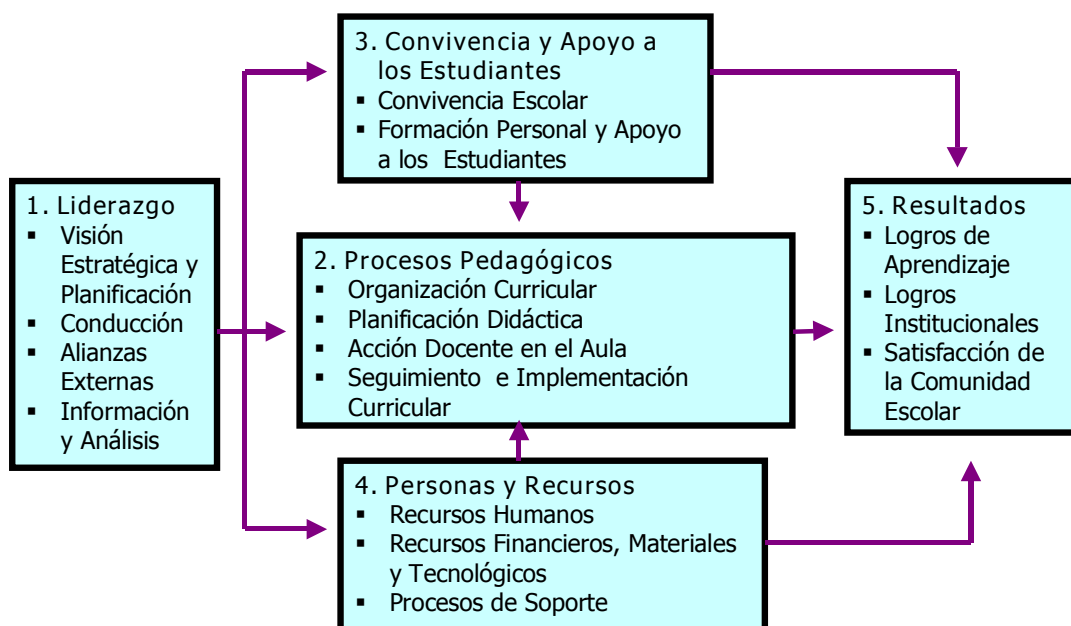 3. Convivencia y Apoyo a
los Estudiantes
▪ Convivencia Escolar
▪ Formación Personal y Apoyo
a los Estudiantes
1. Liderazgo
▪ Visión
Estratégica y
Planificación
▪ Conducción
▪ Alianzas
Externas
▪ Información
y Análisis
2. Procesos Pedagógicos
▪ Organización Curricular
▪ Planificación Didáctica
▪ Acción Docente en el Aula
▪ Seguimiento e Implementación
Curricular
5. Resultados
▪ Logros de
Aprendizaje
▪ Logros
Institucionales
▪ Satisfacción de
la Comunidad
Escolar
4. Personas y Recursos
▪ Recursos Humanos
▪ Recursos Financieros, Materiales
y Tecnológicos
▪ Procesos de Soporte